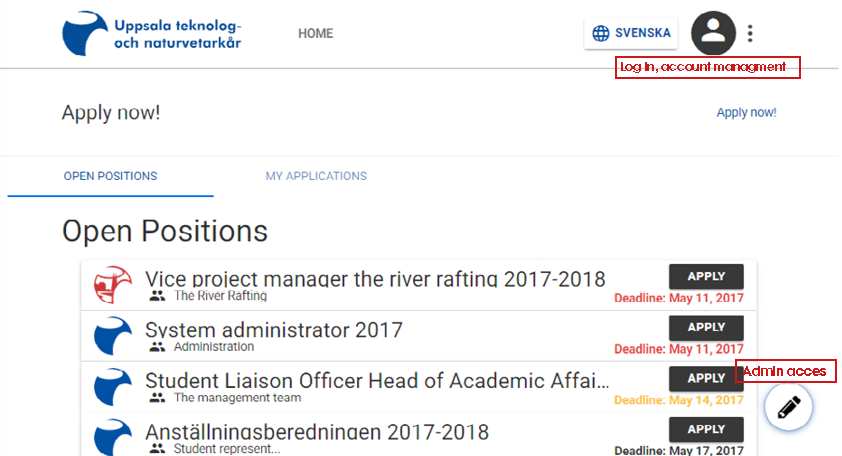 Uppsala teknolog-
och naturvetarkår
HOME
SVENSKA
Log in, account managment
Apply now!
Apply now!
OPEN POSITIONS
MY APPLICATIONS
Open Positions
Vice project manager the river rafting 2017-2018
APPLY
The River Rafting
Deadline: May 11, 2017
System administrator 2017
APPLY
Administration
Deadline: May 11, 2017
Student Liaison Officer Head of Academic Affai...
APPLY
Admin acces
The management team
Deadline: May 14, 2017
Anställningsberedningen 2017-2018
APPLY
Student represent...
Deadline: May 17, 2017